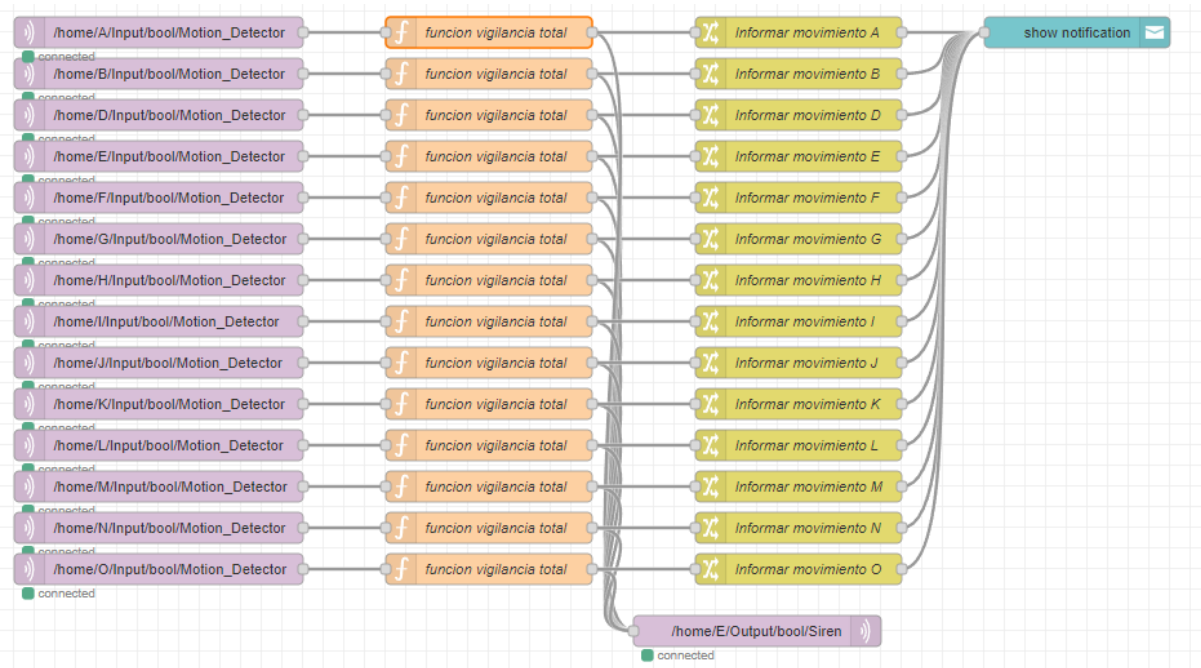 /home/A/Input/bool/Motion_Detector funcion vigilancia total Informar movimiento A show notification
connected
/home/B/Input/bool/Motion_Detector funcion vigilancia total Informar movimiento B
connected
/home/D/Input/bool/Motion_Detector funcion vigilancia total Informar movimiento D
connected
/home/E/Input/bool/Motion_Detector funcion vigilancia total Informar movimiento E
connected
/home/F/Input/bool/Motion_Detector funcion vigilancia total Informar movimiento F
connected
/home/G/Input/bool/Motion_Detector funcion vigilancia total Informar movimiento G
connected
/home/H/Input/bool/Motion_Detector funcion vigilancia total Informar movimiento H
connected
/home/I/Input/bool/Motion_Detector funcion vigilancia total Informar movimiento I
connected
/home/J/Input/bool/Motion_Detector funcion vigilancia total Informar movimiento J
connected
/home/K/Input/bool/Motion_Detector funcion vigilancia total Informar movimiento K
connected
/home/L/Input/bool/Motion_Detector funcion vigilancia total Informar movimiento L
connected
/home/M/Input/bool/Motion_Detector funcion vigilancia total Informar movimiento M
connected
/home/N/Input/bool/Motion_Detector funcion vigilancia total Informar movimiento N
connected
/home/O/Input/bool/Motion_Detector funcion vigilancia total Informar movimiento O
connected
/home/E/Output/bool/Siren
connected